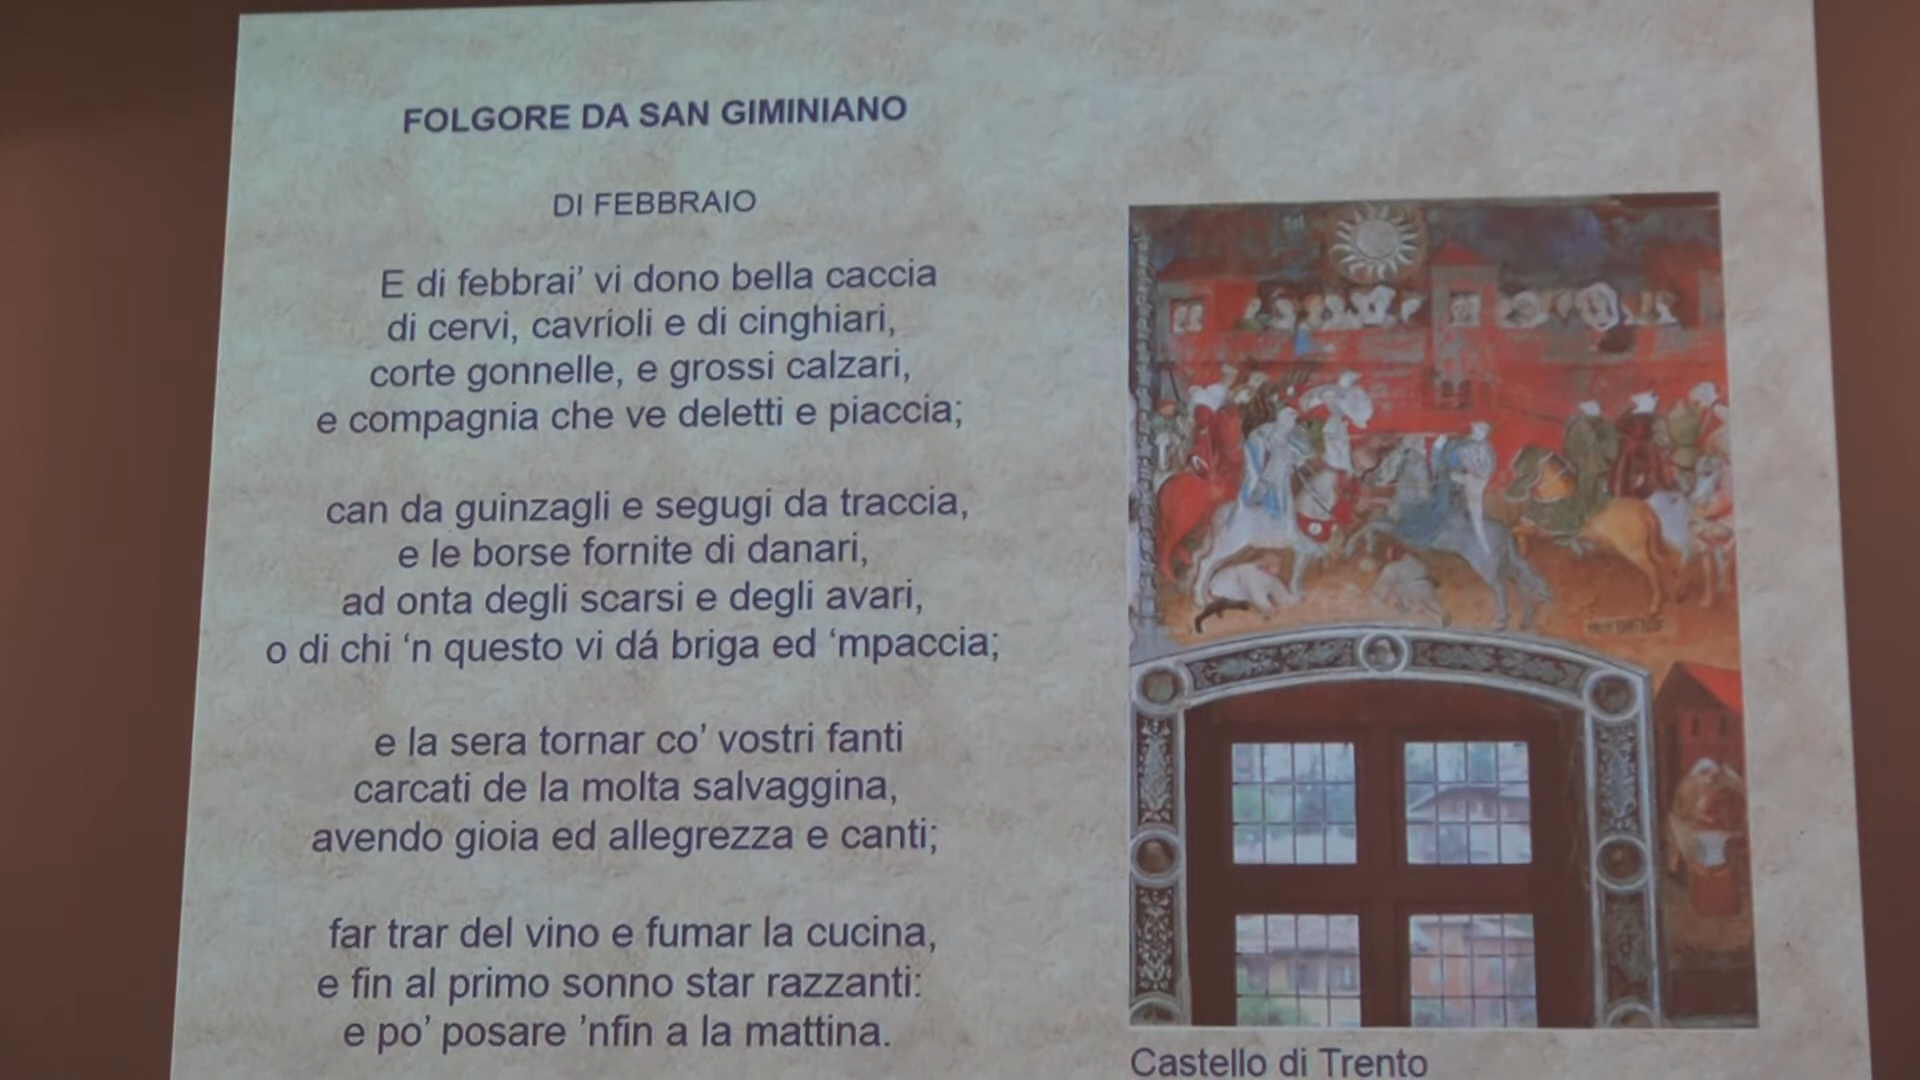 FOLGORE DA SAN GIMINIANO
DI FEBBRAIO
E di febbrai’ vi dono bella caccia
di cervi, cavrioli e di cinghiari,
corte gonnelle, e grossi calzari,
e compagnia che ve deletti e piaccia;
can da guinzagli e segugi da traccia,
e le borse fornite di danari,
ad onta degli scarsi e degli avari,
o di chi ‘n questo vi dá briga ed ‘mpaccia;
e la sera tornar co’ vostri fanti
carcati de la molta salvaggina,
avendo gioia ed allegrezza e canti;
far trar del vino e fumar la cucina,
e fin al primo sonno star razzanti:
e po’ posare ’nfin a la mattina.
Castello di Trento